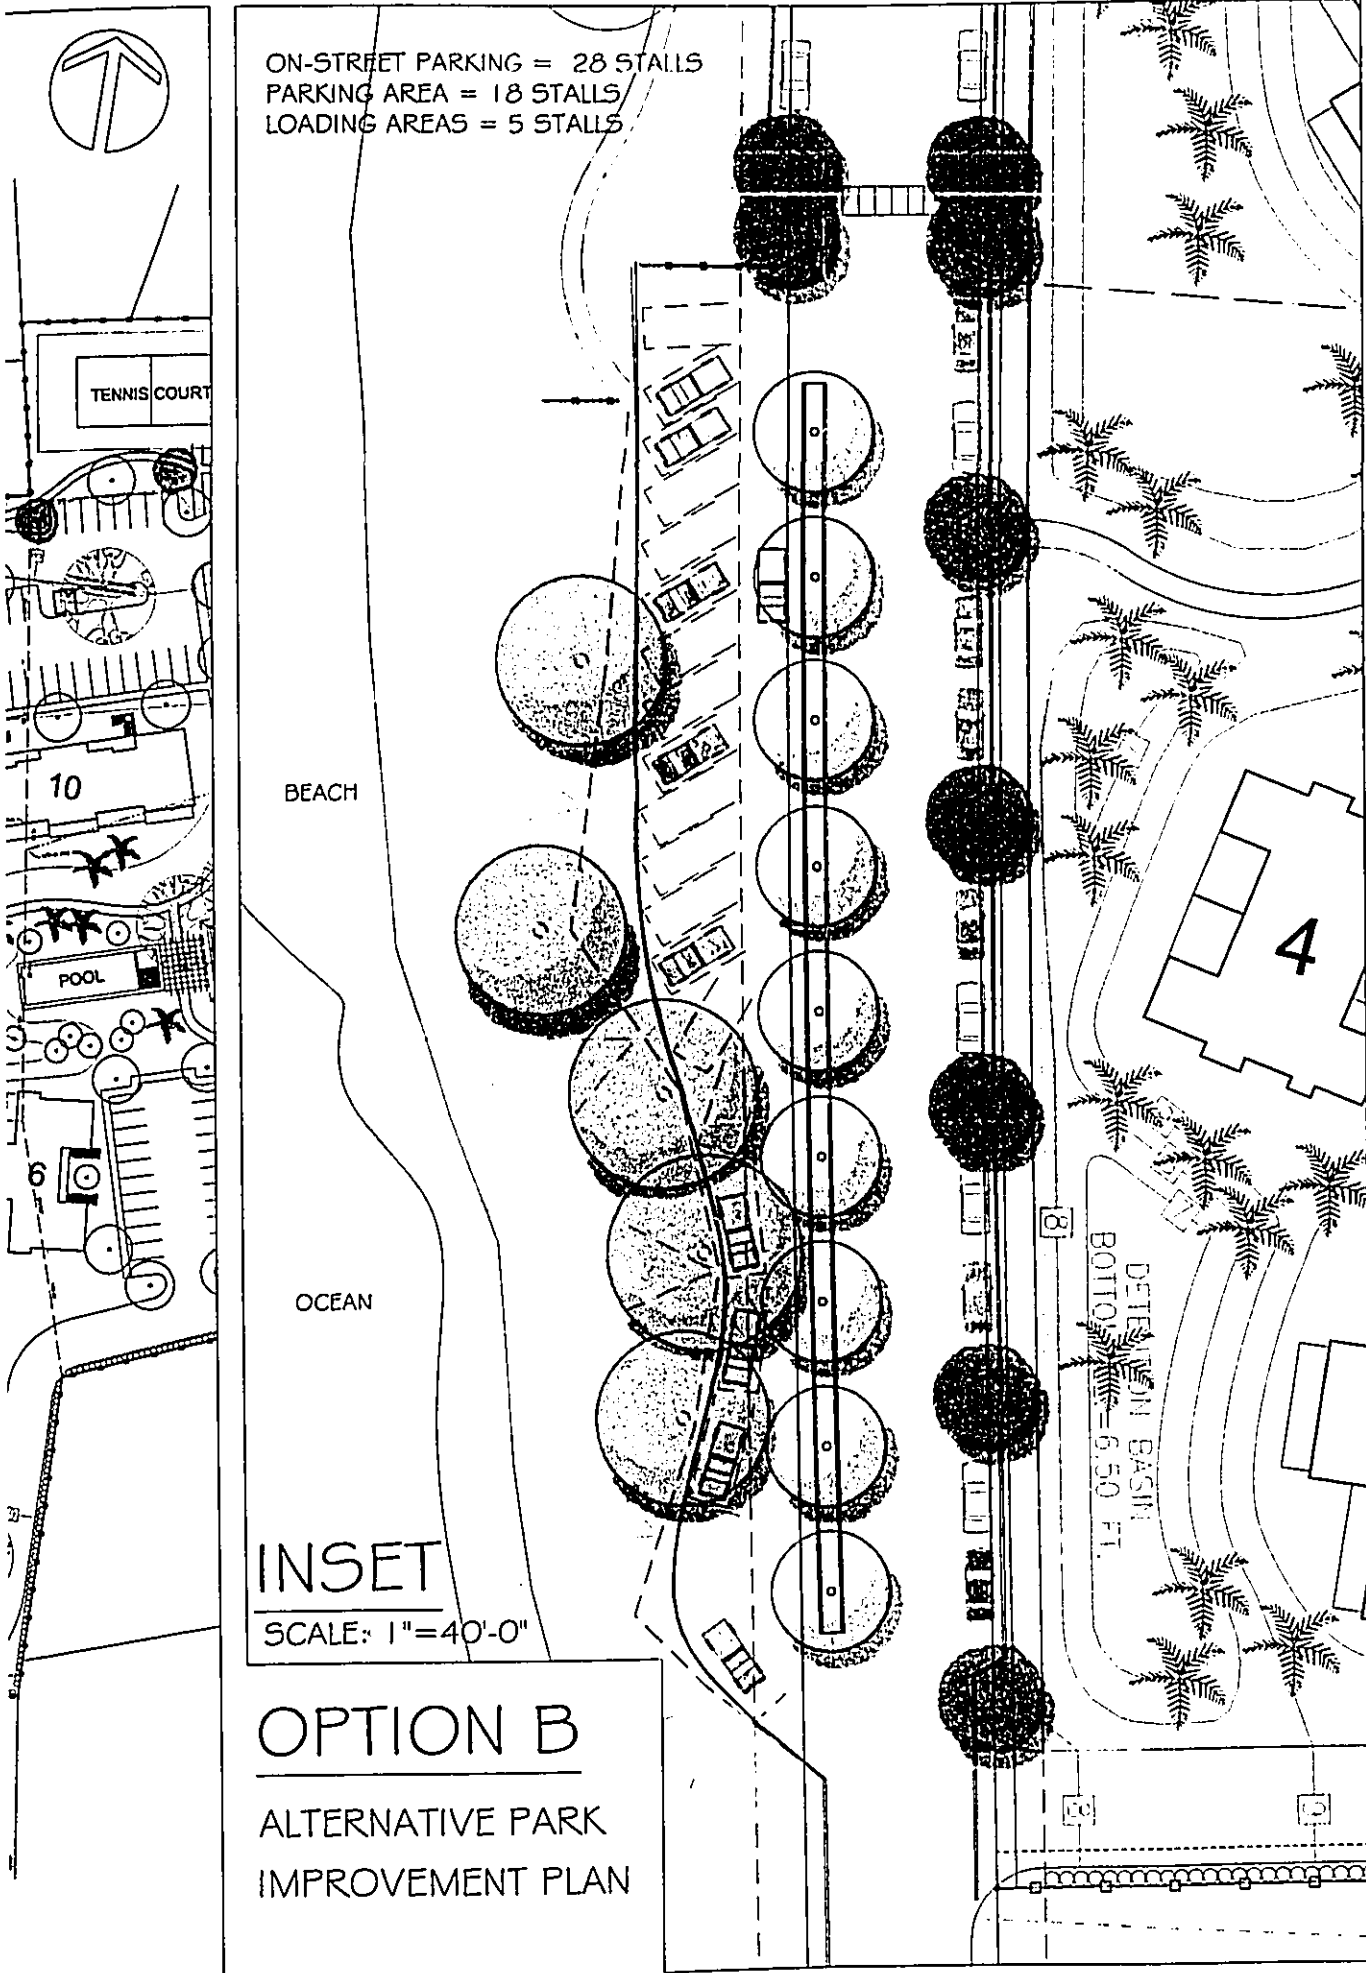 ON-STREET PARKING = 28 STALLS
PARKING AREA = 18 STALLS
LOADING AREAS = 5 STALLS
TENNIS COURT
10
POOL
6
BEACH
OCEAN
4
8
BOTTOM=6.50 FT.
DETENTION BASIN
INSET
SCALE: 1"=40'-0"
OPTION B
ALTERNATIVE PARK
IMPROVEMENT PLAN